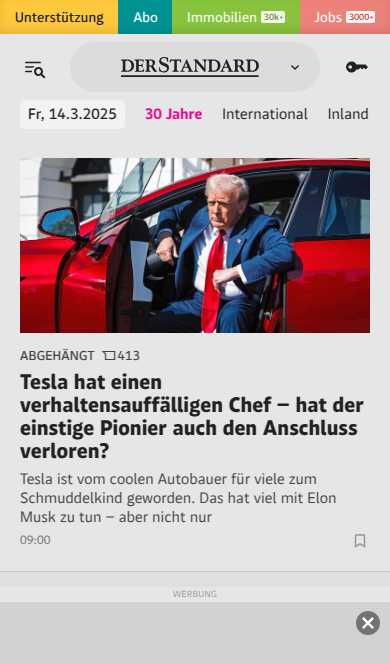 Unterstützung Abo Immobilien 30k+ Jobs 3000+
DERSTANDARD
Fr, 14.3.2025 30 Jahre International Inland
ABGEHÄNGT 413
Tesla hat einen
verhaltensauffälligen Chef – hat der
einstige Pionier auch den Anschluss
verloren?
Tesla ist vom coolen Autobauer für viele zum
Schmuddelkind geworden. Das hat viel mit Elon
Musk zu tun – aber nicht nur
09:00
WERBUNG